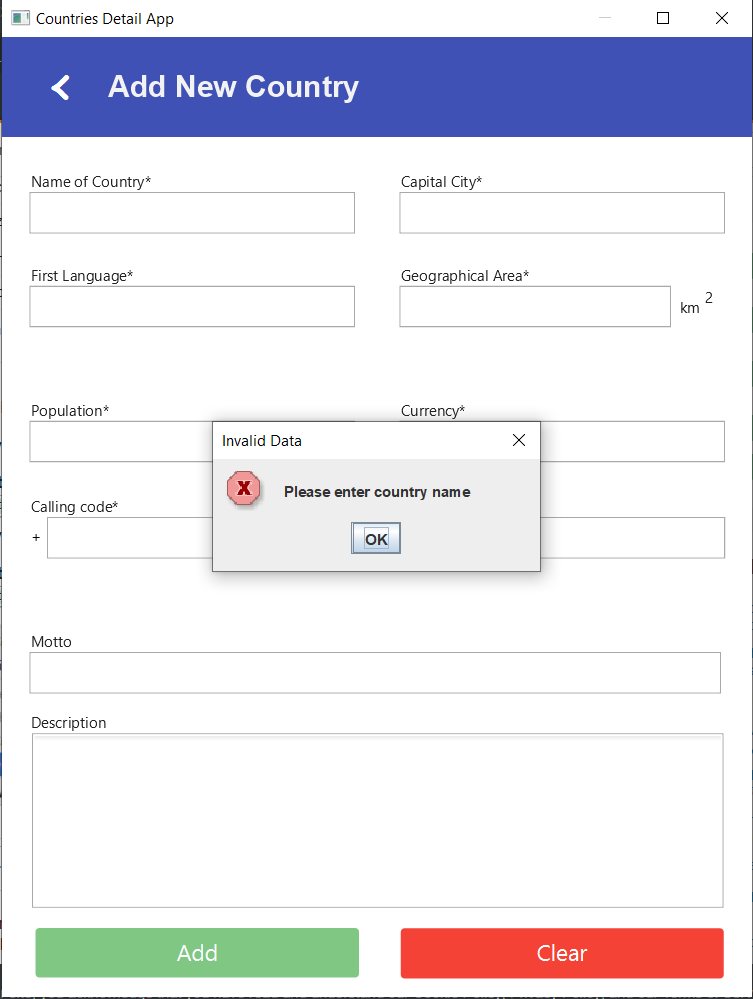 Countries Detail App
Add New Country
Name of Country* Capital City*
First Language* Geographical Area*
km 2
Population* Currency*
Invalid Data
Please enter country name
OK
Calling code*
+
Motto
Description
Add Clear